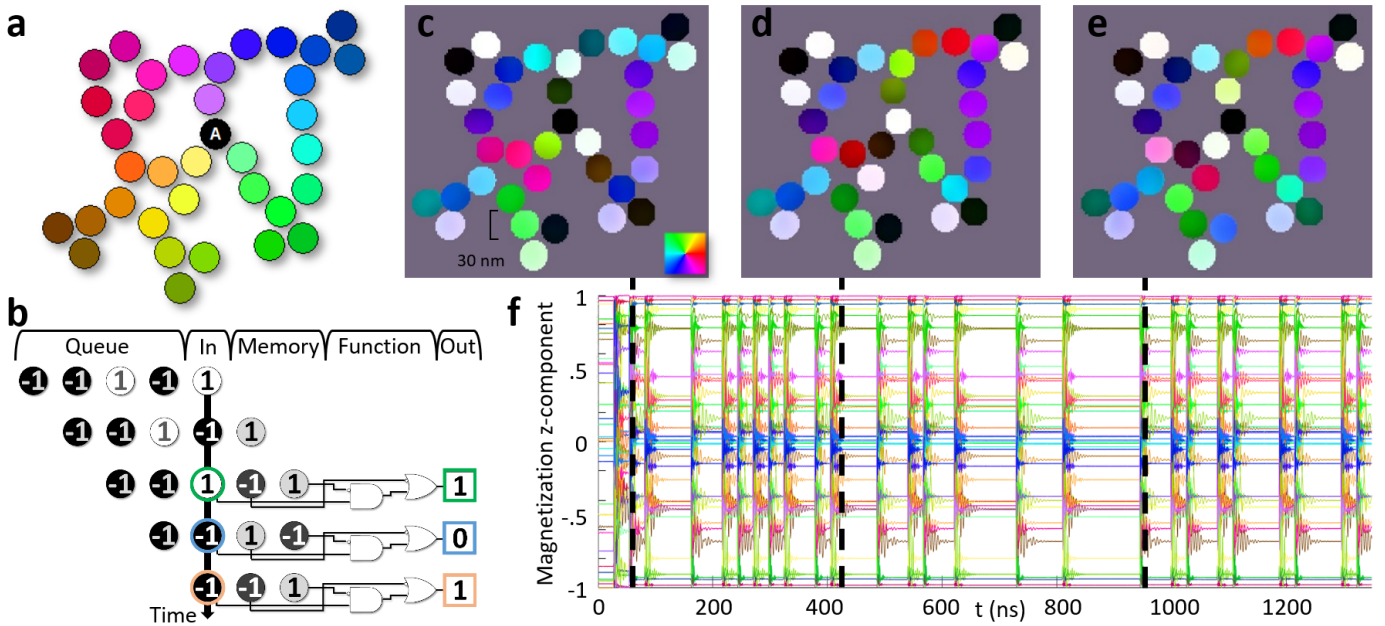 a
A
b
Queue In Memory Function Out
-1 -1 1 -1 1
-1 -1 1 -1 1
-1 -1 1 -1 1 1
-1 -1 1 -1 0
-1 -1 1 1
Time
c
30 nm
d
e
f
Magnetization z-component
1
.5
0
-.5
-1
0 200 400 600 t (ns) 800 1000 1200